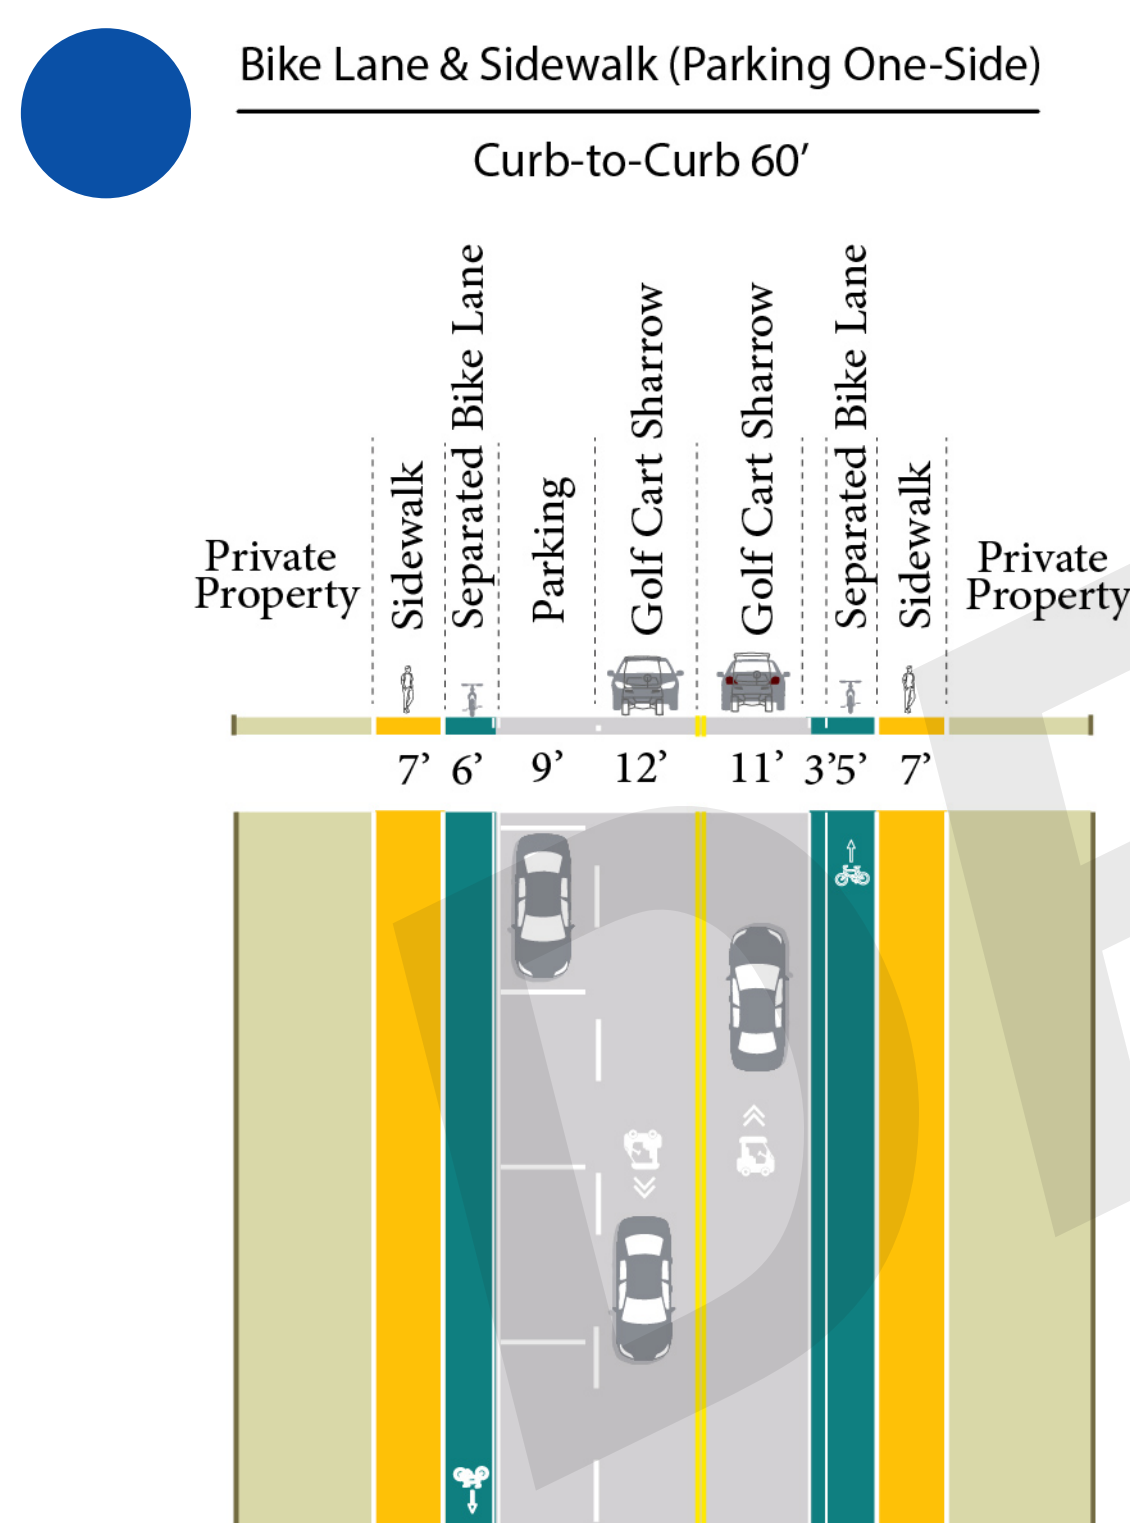 Bike Lane & Sidewalk (Parking One-Side)
Curb-to-Curb 60’
Private
Property
Sidewalk
Separated Bike Lane
Parking
Golf Cart Sharrow
Golf Cart Sharrow
Separated Bike Lane
Sidewalk
Private
Property
7’ 6’ 9’ 12’ 11’ 3’5’ 7’